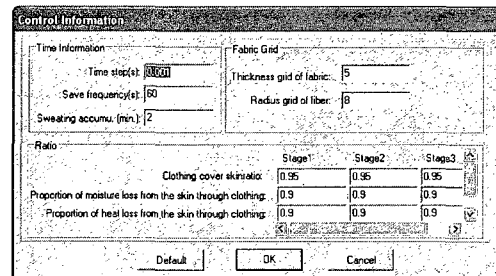 Control Information
Time Information
Time step(s): 0.001
Save frequency(s): 60
Sweating accumu. (min.): 2
Fabric Grid
Thickness grid of fabric: 5
Radius grid of fiber: 8
Ratio
Stage1 Stage2 Stage3
Clothing cover skin ratio: 0.95 0.95 0.95
Proportion of moisture loss from the skin through clothing: 0.9 0.9 0.9
Proportion of heat loss from the skin through clothing: 0.9 0.9 0.9
Default OK Cancel